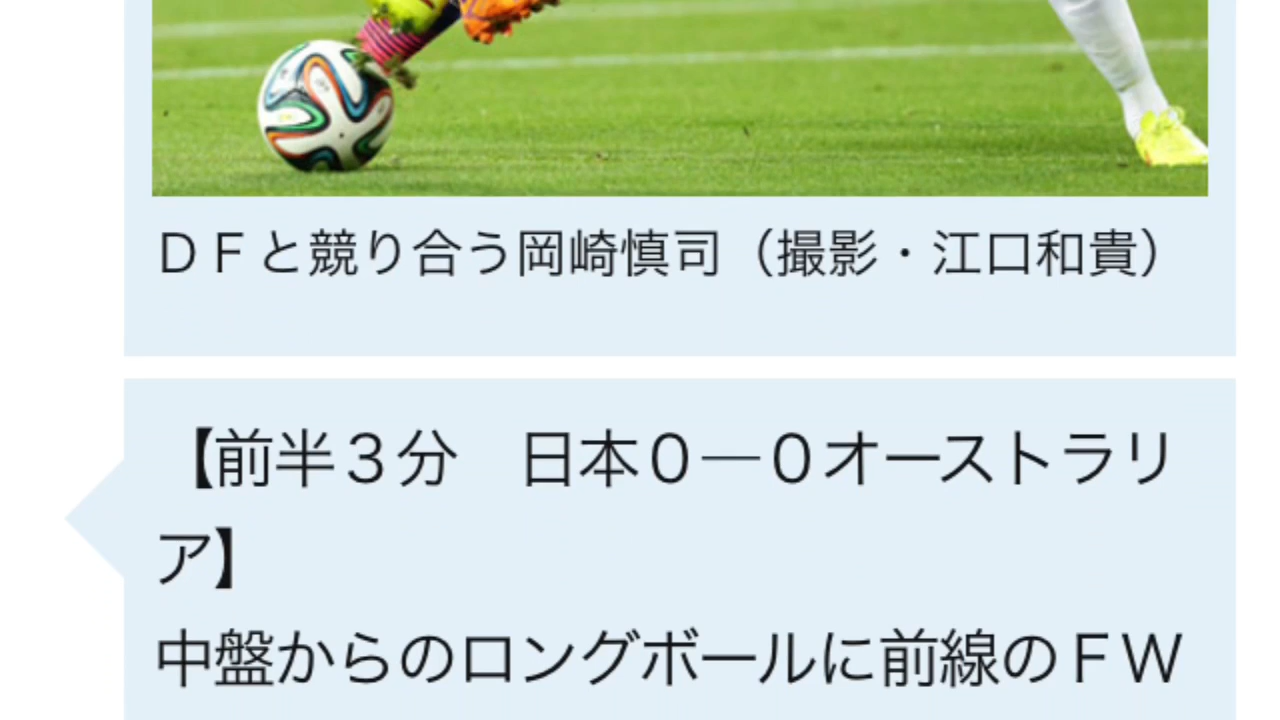 ＤＦと競り合う岡崎慎司（撮影・江口和貴）
【前半３分　日本０―０オーストラリ
ア】
中盤からのロングボールに前線のＦＷ